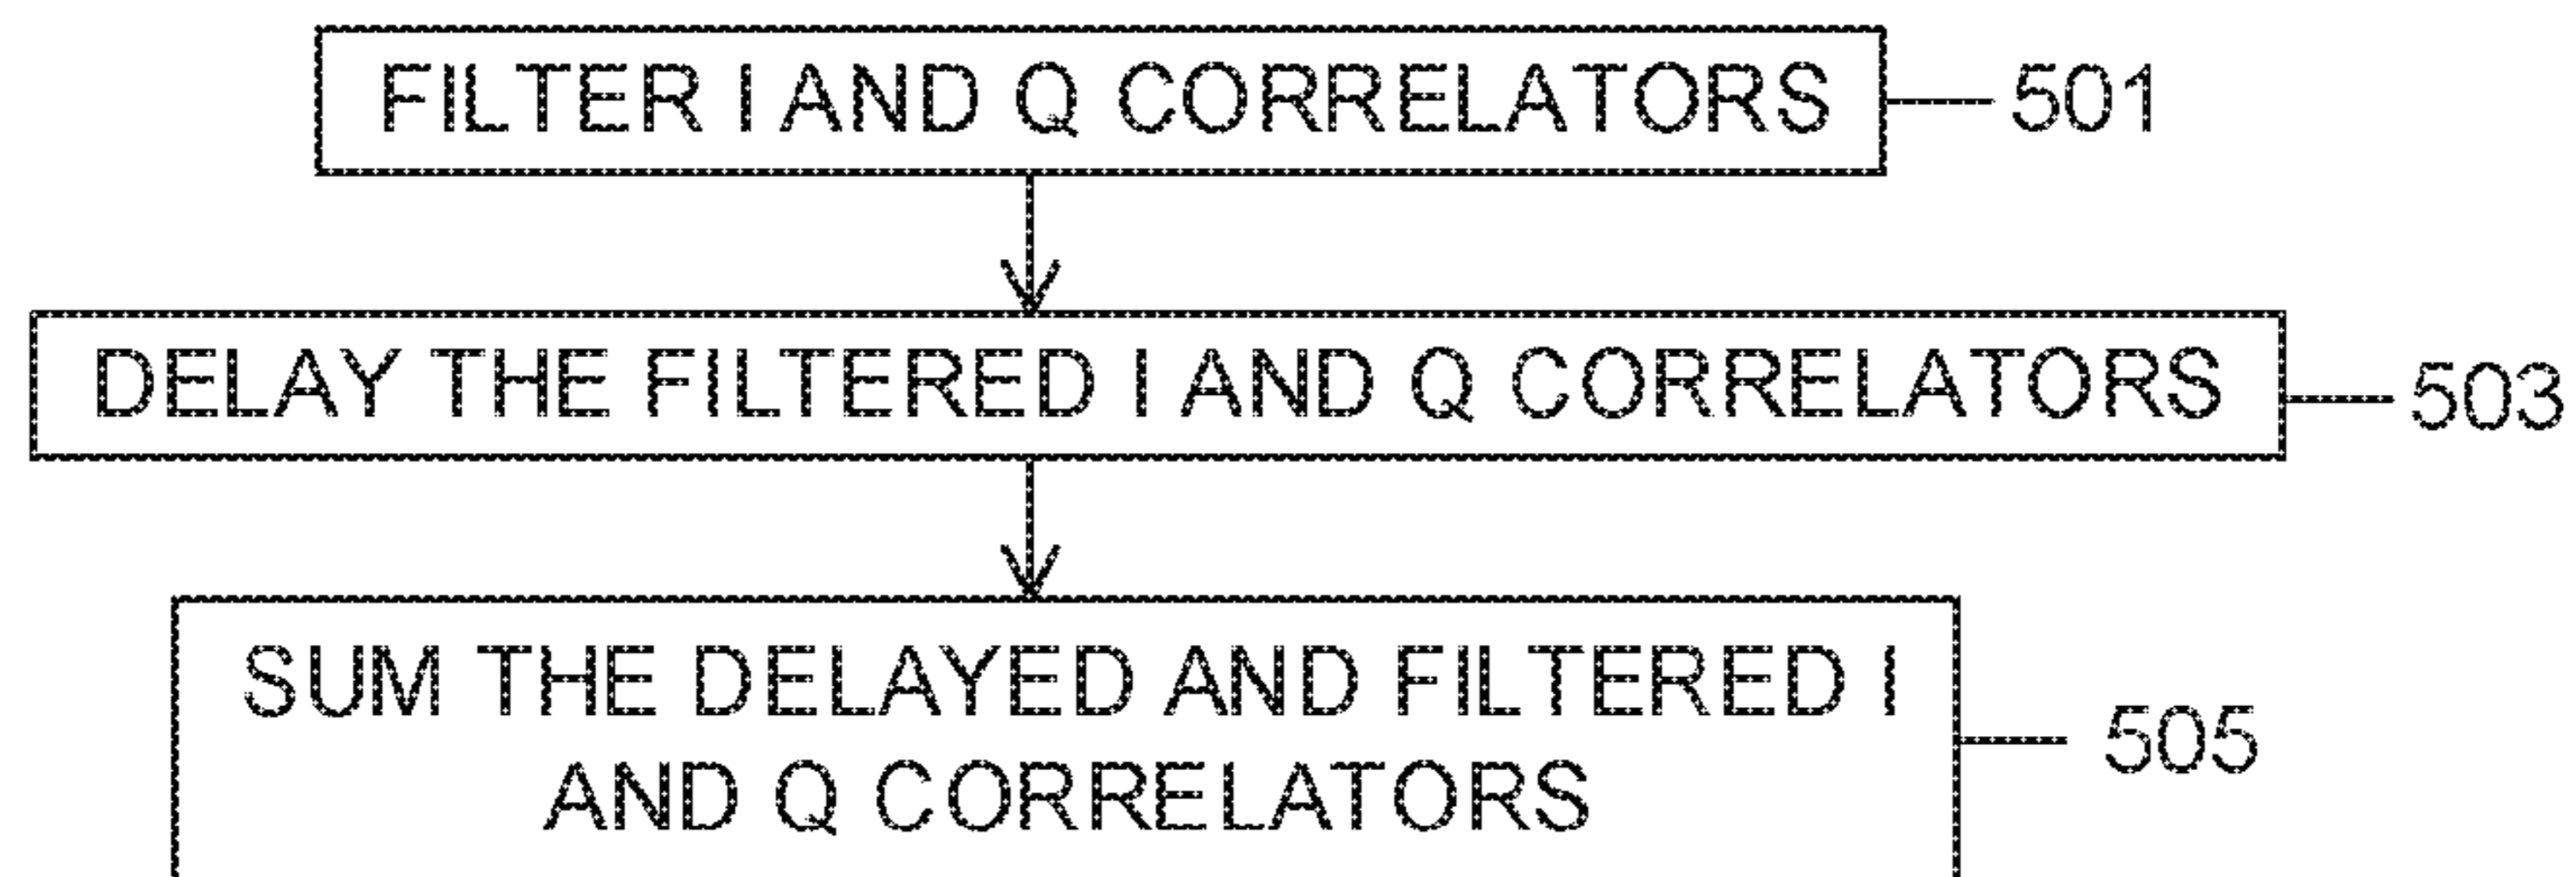 FILTER I AND Q CORRELATORS 501
DELAY THE FILTERED I AND Q CORRELATORS 503
SUM THE DELAYED AND FILTERED I
AND Q CORRELATORS
505